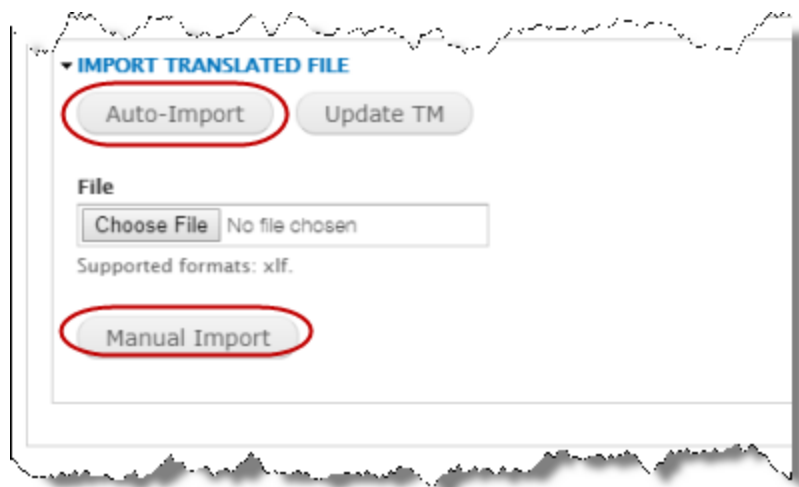 IMPORT TRANSLATED FILE
Auto-Import Update TM
File
Choose File No file chosen
Supported formats: xlf.
Manual Import